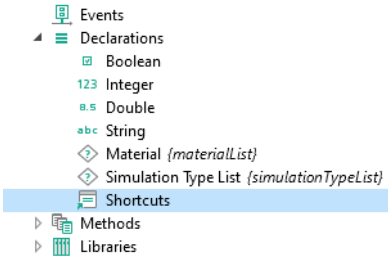 Events
Declarations
Boolean
123 Integer
8.5 Double
abc String
? Material {materialList}
? Simulation Type List {simulationTypeList}
Shortcuts
Methods
Libraries